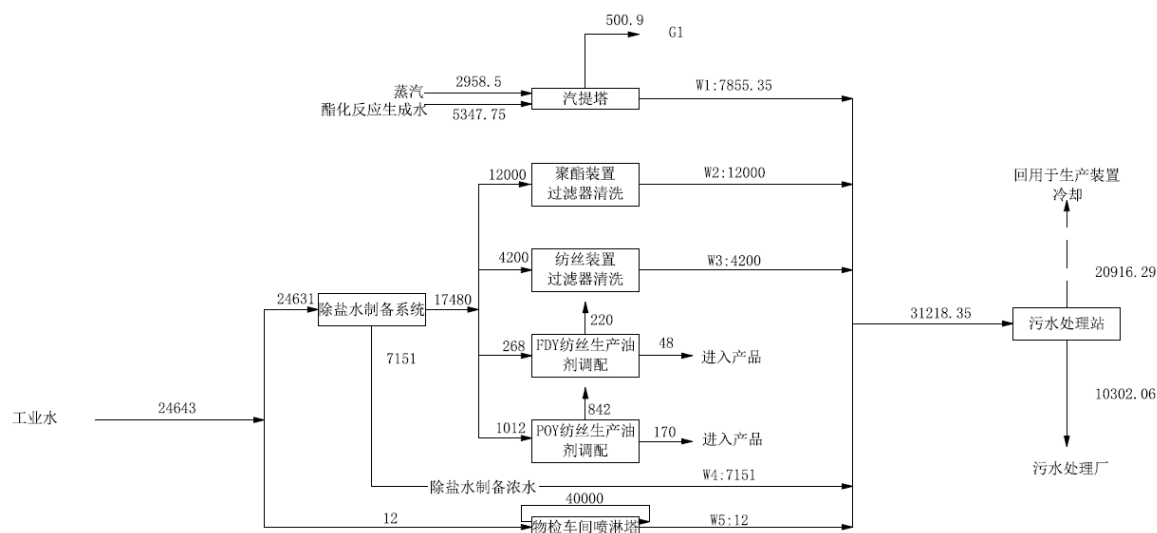 500.9
G1
2958.5
蒸汽
汽提塔
W1:7855.35
酯化反应生成水
5347.75
12000
聚酯装置
过滤器清洗
W2:12000
回用于生产装置
冷却
4200
纺丝装置
过滤器清洗
W3:4200
20916.29
24631
除盐水制备系统
17480
220
31218.35
污水处理站
7151
268
FDY纺丝生产油
剂调配
48
进入产品
10302.06
24643
工业水
842
1012
POY纺丝生产油
剂调配
170
进入产品
污水处理厂
除盐水制备浓水
W4:7151
40000
12
物检车间喷淋塔
W5:12